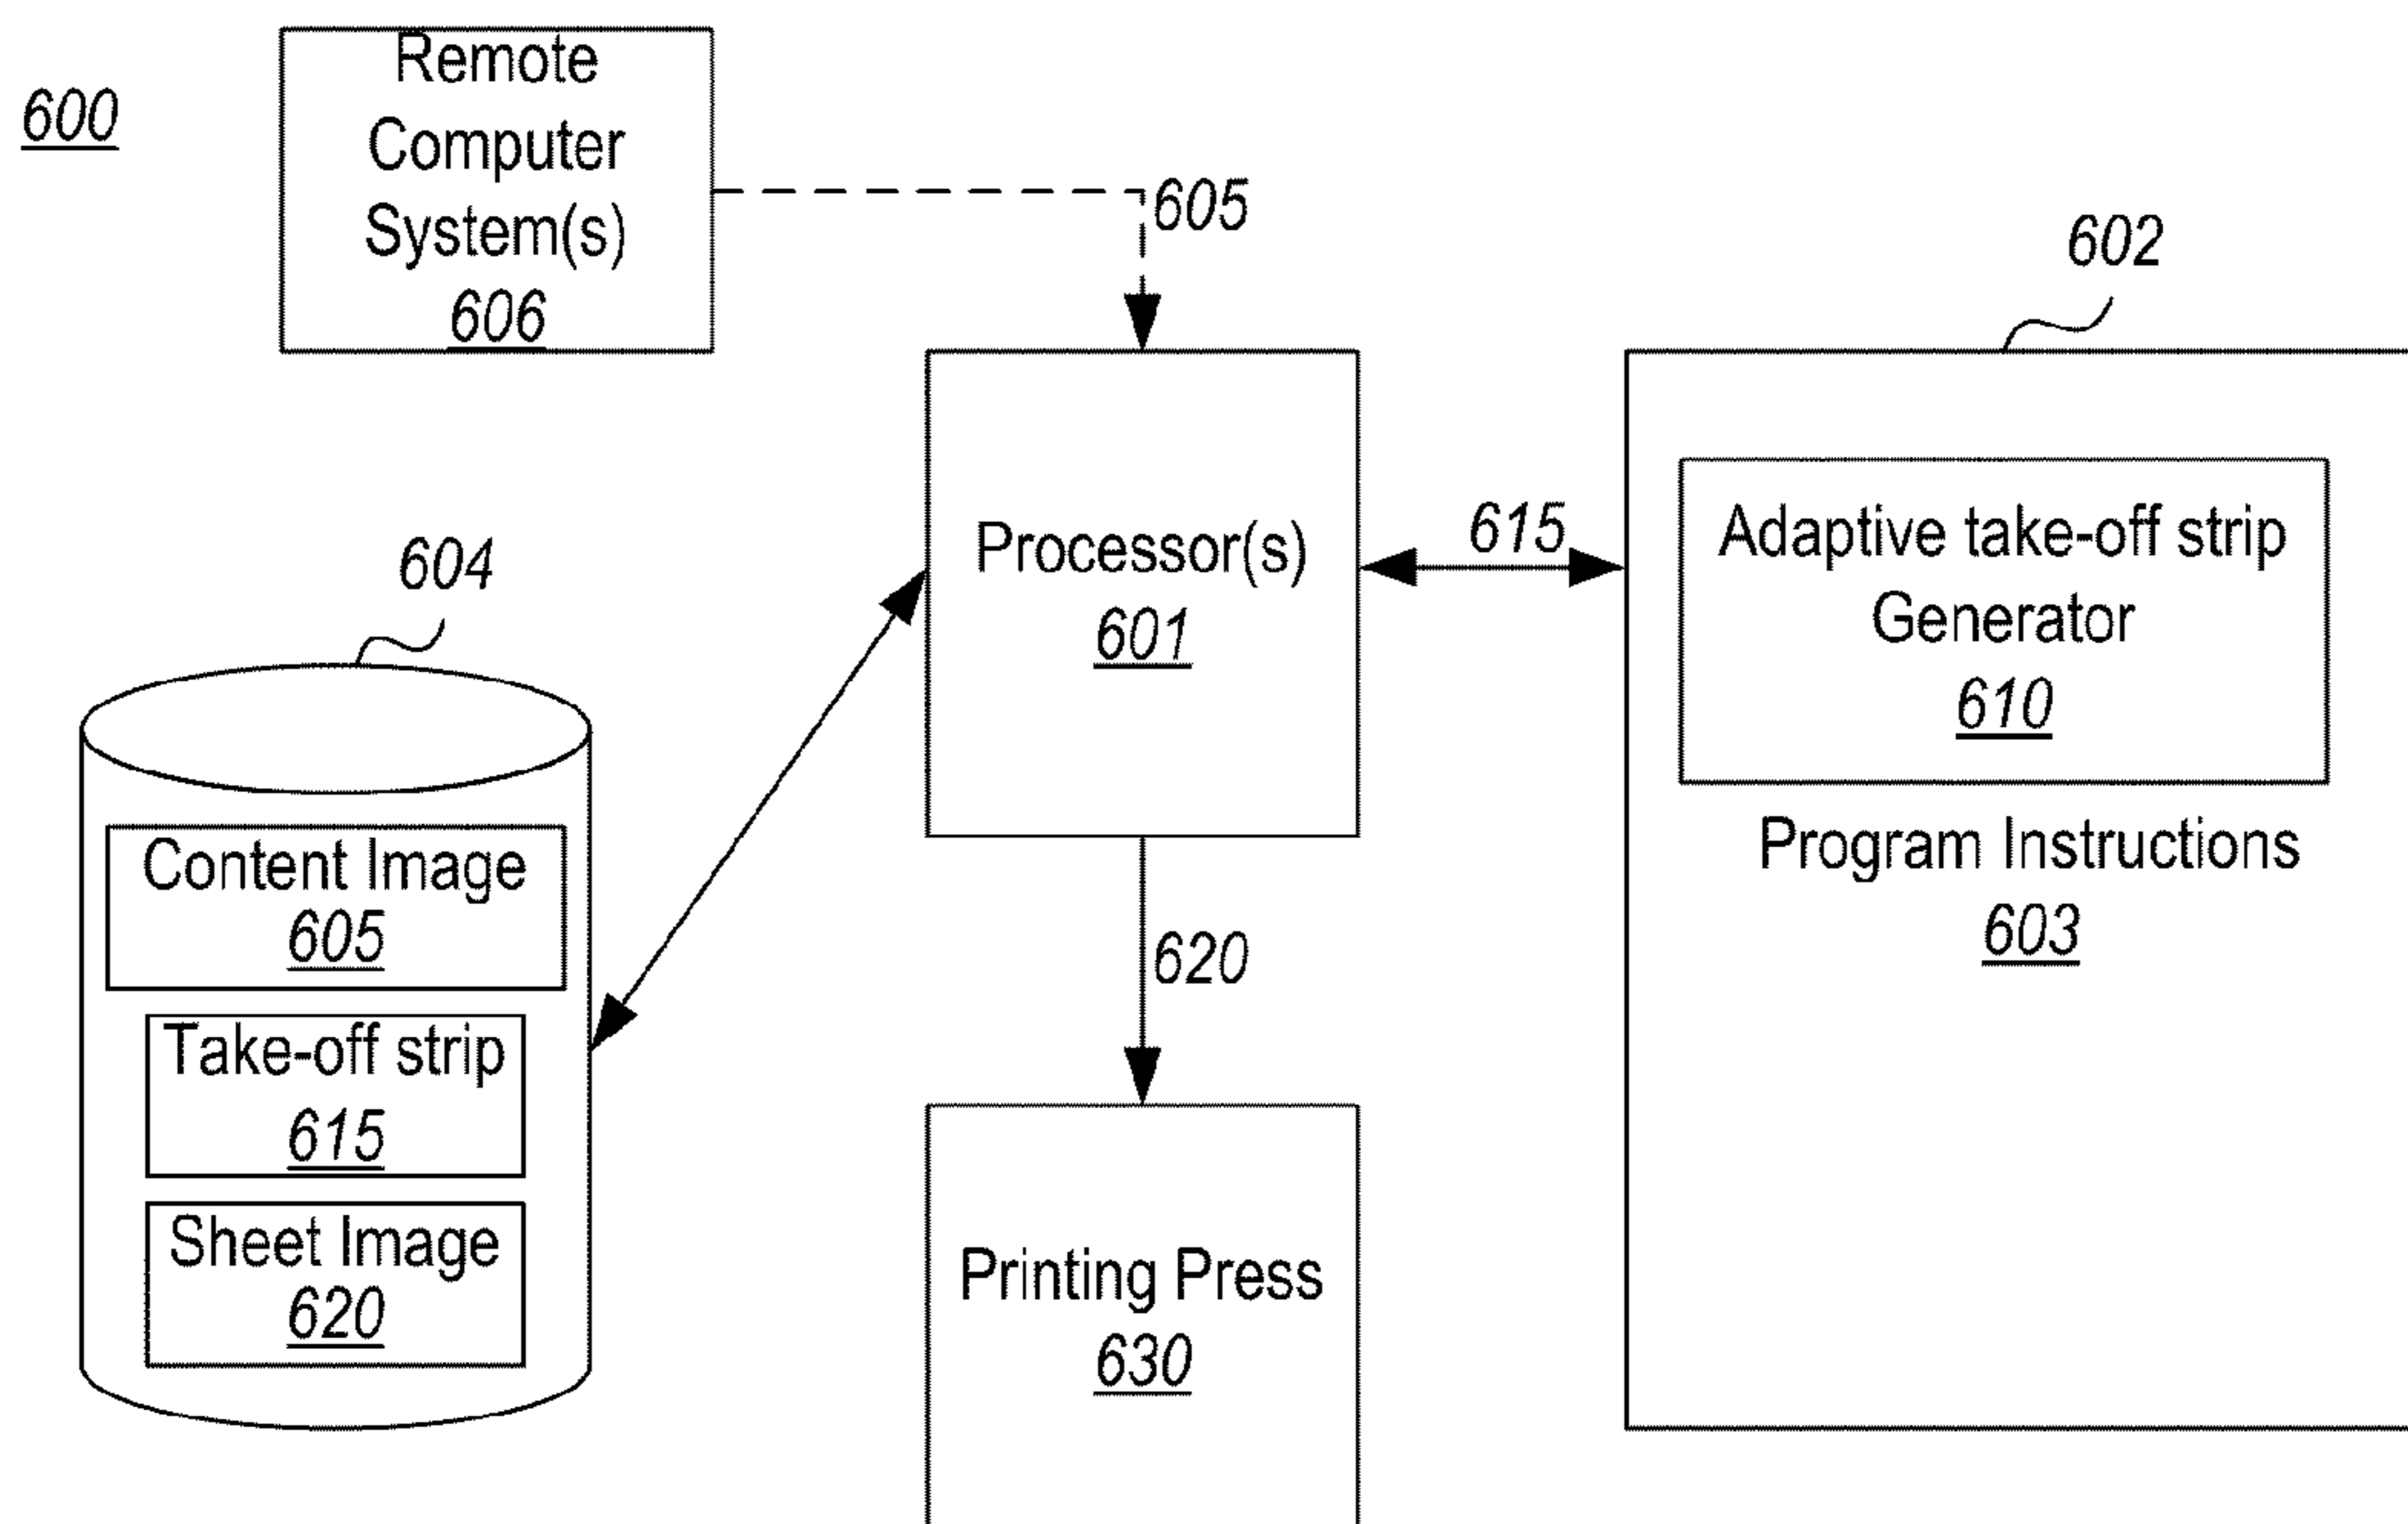 600
Remote
Computer
System(s)
606
605
602
Processor(s)
601
615
Adaptive take-off strip
Generator
610
Program Instructions
603
604
Content Image
605
Take-off strip
615
Sheet Image
620
620
Printing Press
630